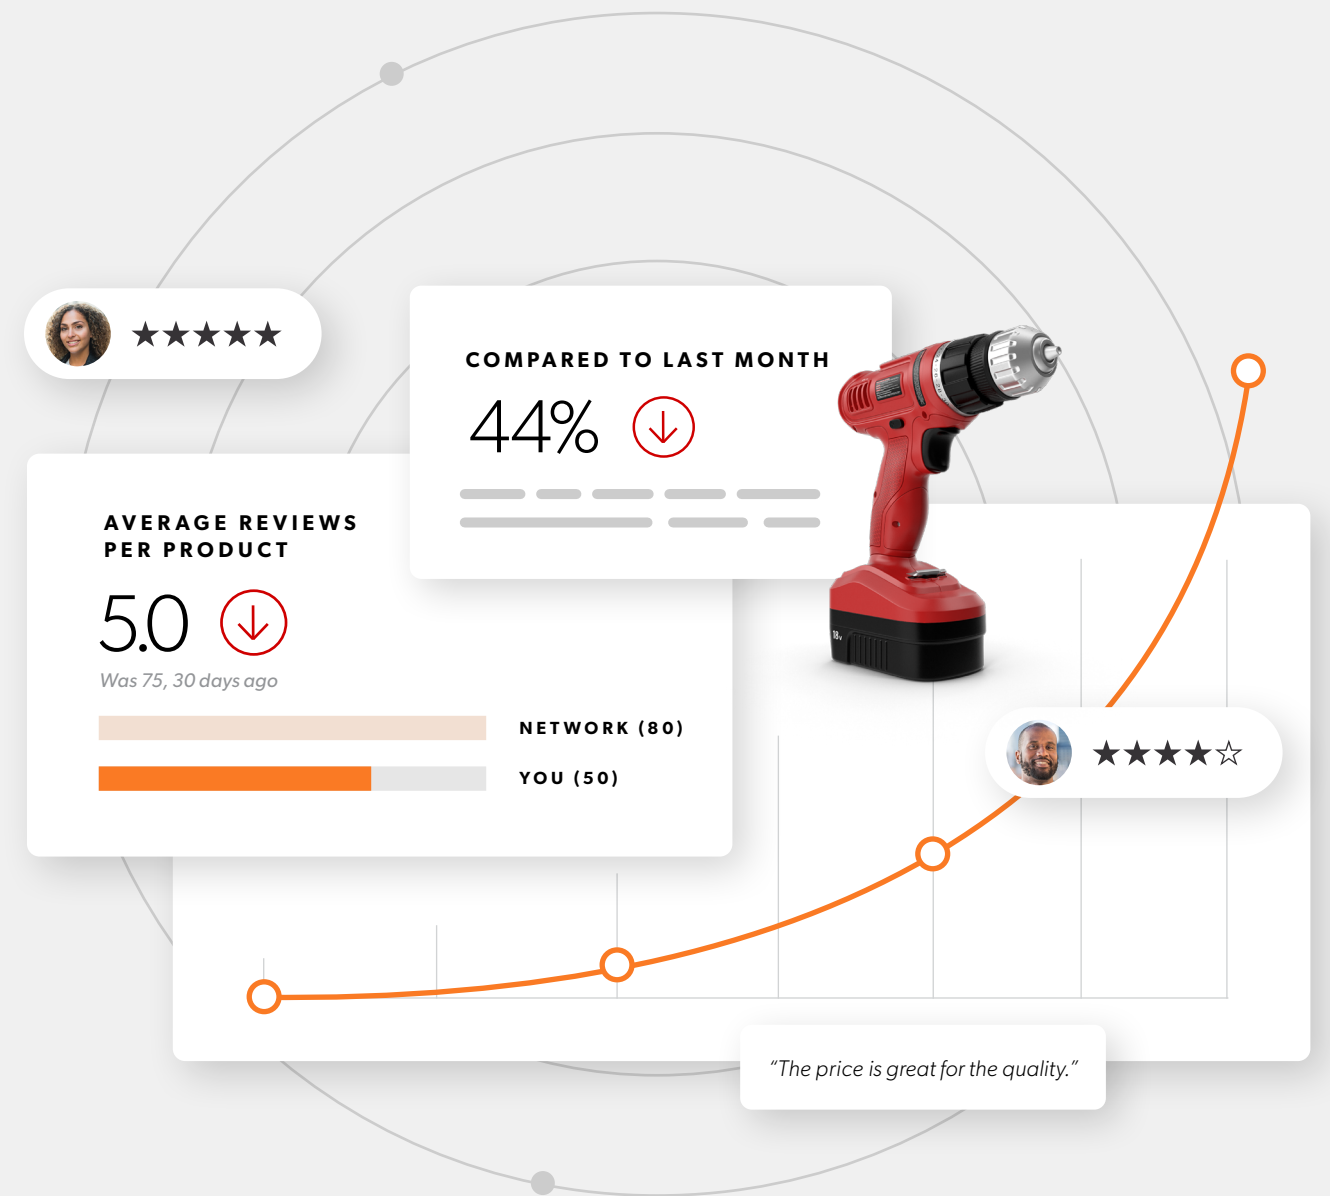 COMPARED TO LAST MONTH
44%
AVERAGE REVIEWS
PER PRODUCT
5.0
Was 75, 30 days ago
NETWORK (80)
YOU (50)
18v
“The price is great for the quality.”